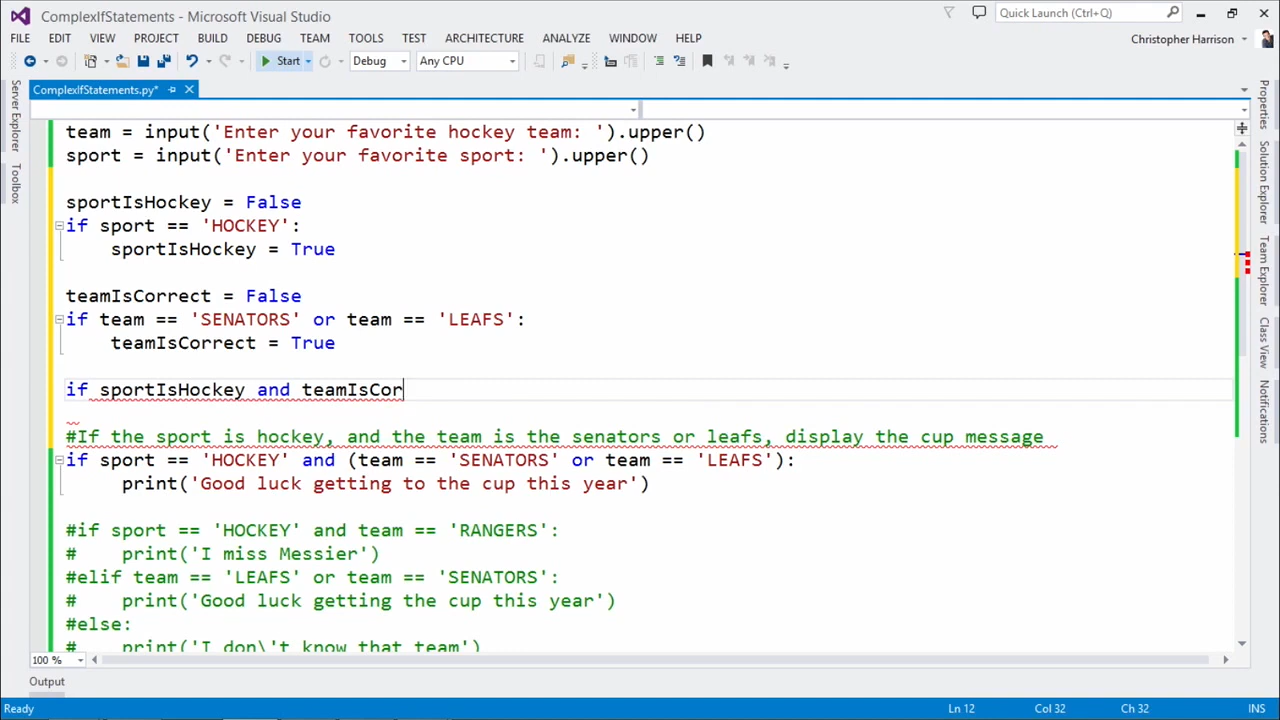 ComplexIfStatements - Microsoft Visual Studio
Quick Launch (Ctrl+Q)
FILE EDIT VIEW PROJECT BUILD DEBUG TEAM TOOLS TEST ARCHITECTURE ANALYZE WINDOW HELP
Christopher Harrison
Start Debug Any CPU
ComplexIfStatements.py*
Server Explorer
Toolbox
team = input('Enter your favorite hockey team: ').upper()
sport = input('Enter your favorite sport: ').upper()
sportIsHockey = False
if sport == 'HOCKEY':
sportIsHockey = True
teamIsCorrect = False
if team == 'SENATORS' or team == 'LEAFS':
teamIsCorrect = True
if sportIsHockey and teamIsCor
#If the sport is hockey, and the team is the senators or leafs, display the cup message
if sport == 'HOCKEY' and (team == 'SENATORS' or team == 'LEAFS'):
print('Good luck getting to the cup this year')
#if sport == 'HOCKEY' and team == 'RANGERS':
#    print('I miss Messier')
#elif team == 'LEAFS' or team == 'SENATORS':
#    print('Good luck getting the cup this year')
#else:
#    print('I don\'t know that team')
Properties
Solution Explorer
Team Explorer
Class View
Notifications
100 %
Output
Ready Ln 12 Col 32 Ch 32 INS